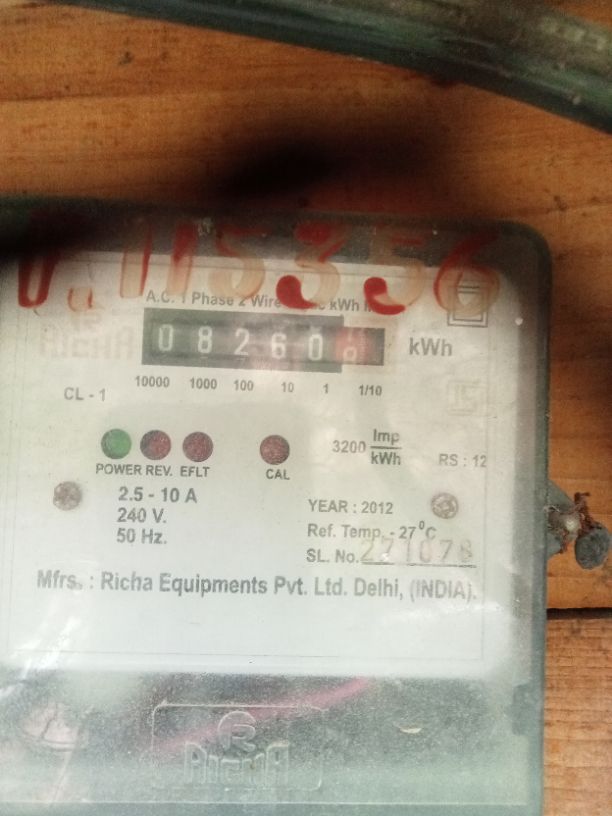 115356
A.C. 1 Phase 2 Wire
kWh
RICHA
08260
kWh
10000 1000 100 10 1 1/10
CL - 1
3200 Imp/kWh
RS : 12
POWER REV. EFLT
CAL
2.5 - 10 A
240 V.
50 Hz.
YEAR : 2012
Ref. Temp. - 27°C
SL. No. 271078
Mfrs. : Richa Equipments Pvt. Ltd. Delhi, (INDIA).
R
RICHA